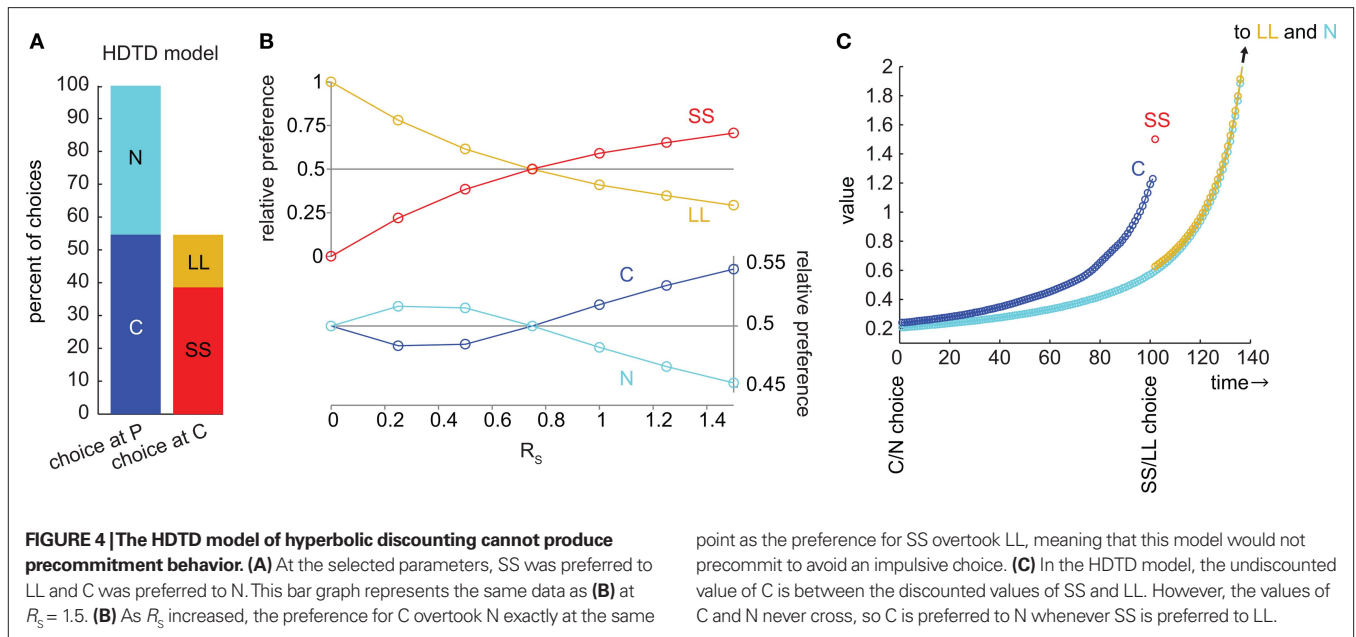 A
HDTD model
percent of choices
100
90
80
70
60
50
40
30
20
10
0
N
C
LL
SS
choice at P
choice at C
B
relative preference
1
0.75
0.5
0.25
0
SS
LL
C
N
0.55
0.5
0.45
relative preference
0
0.2
0.4
0.6
0.8
1
1.2
1.4
R_S
C
to LL and N
value
2
1.8
1.6
1.4
1.2
1
0.8
0.6
0.4
0.2
SS
C
0
20
40
60
80
100
120
140
time→
C/N choice
SS/LL choice
FIGURE 4 | The HDTD model of hyperbolic discounting cannot produce
precommitment behavior. (A) At the selected parameters, SS was preferred to
LL and C was preferred to N. This bar graph represents the same data as (B) at
R_S = 1.5. (B) As R_S increased, the preference for C overtook N exactly at the same
point as the preference for SS overtook LL, meaning that this model would not
precommit to avoid an impulsive choice. (C) In the HDTD model, the undiscounted
value of C is between the discounted values of SS and LL. However, the values of
C and N never cross, so C is preferred to N whenever SS is preferred to LL.